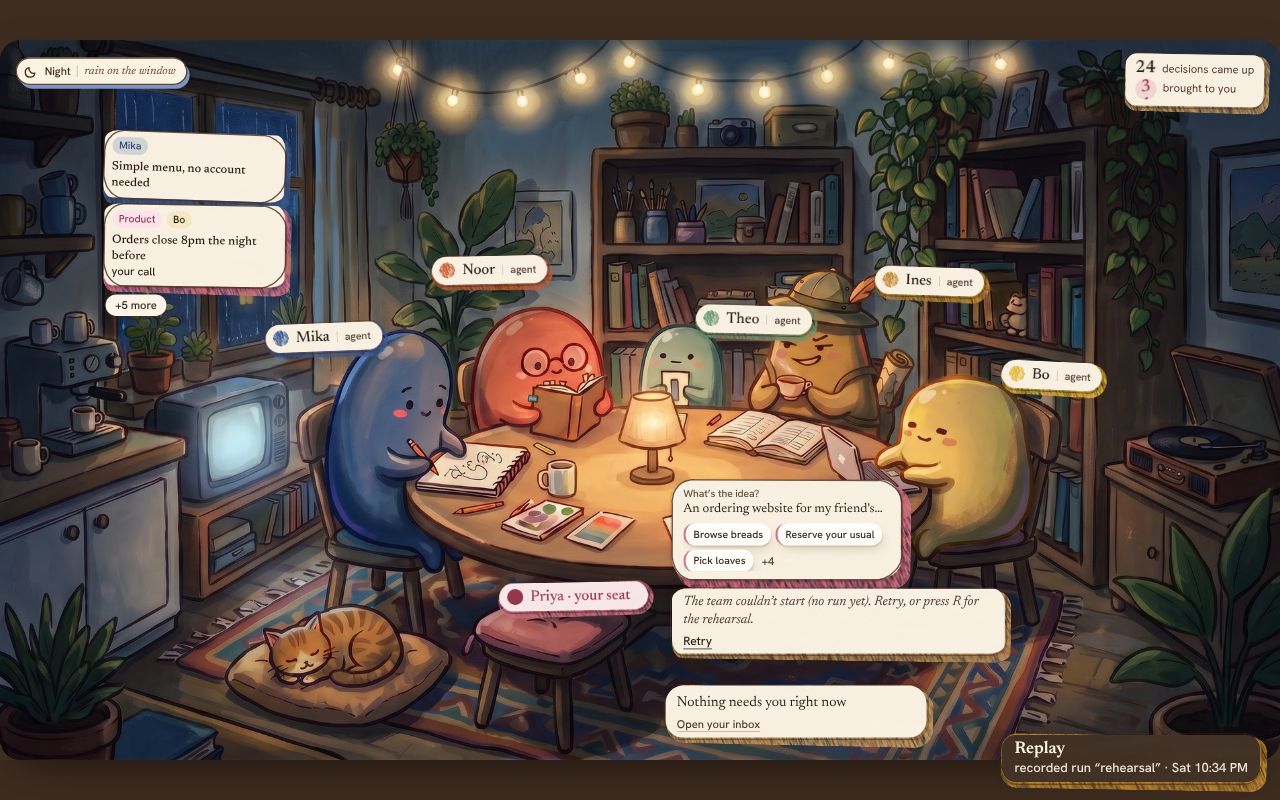 Night rain on the window
24 decisions came up
3 brought to you
Mika
Simple menu, no account
needed
Product Bo
Orders close 8pm the night
before
your call
+5 more
Noor agent
Ines agent
Theo agent
Mika agent
Bo agent
What's the idea?
An ordering website for my friend's...
Browse breads Reserve your usual
Pick loaves +4
Priya · your seat
The team couldn't start (no run yet). Retry, or press R for
the rehearsal.
Retry
Nothing needs you right now
Open your inbox
Replay
recorded run “rehearsal” · Sat 10:34 PM